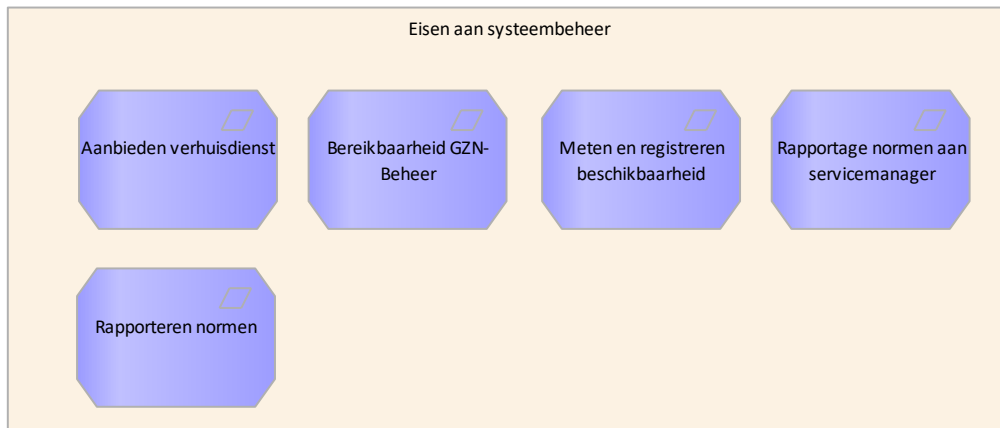 Eisen aan systeembeheer
Aanbieden verhuisdienst
Bereikbaarheid GZN-
Beheer
Meten en registreren
beschikbaarheid
Rapportage normen aan
servicemanager
Rapporteren normen